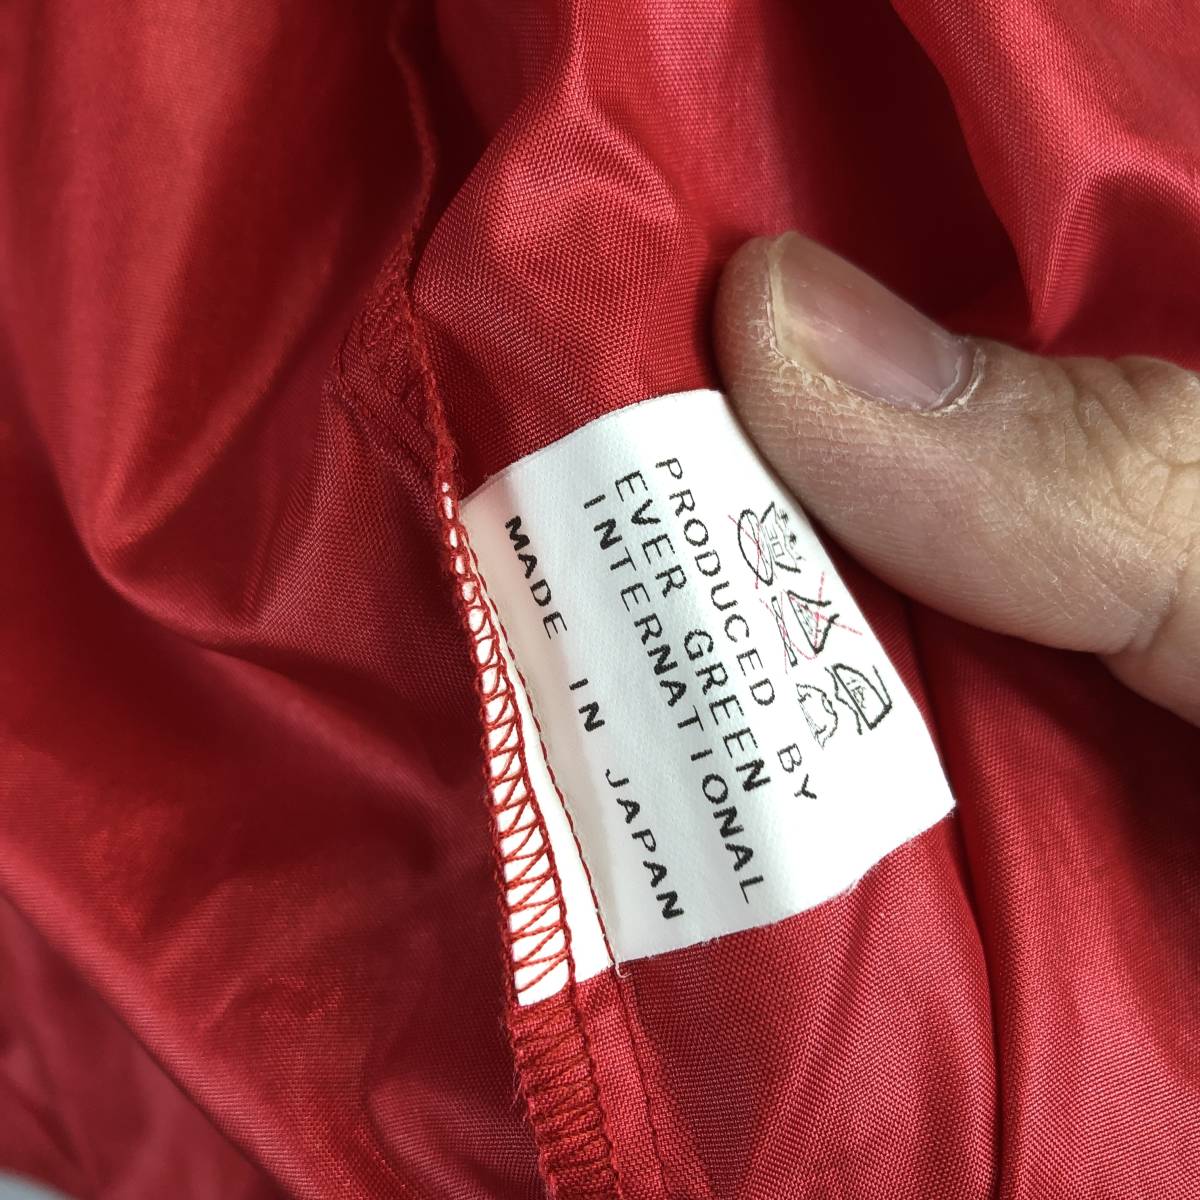 PRODUCED BY
EVER GREEN
INTERNATIONAL
MADE IN JAPAN